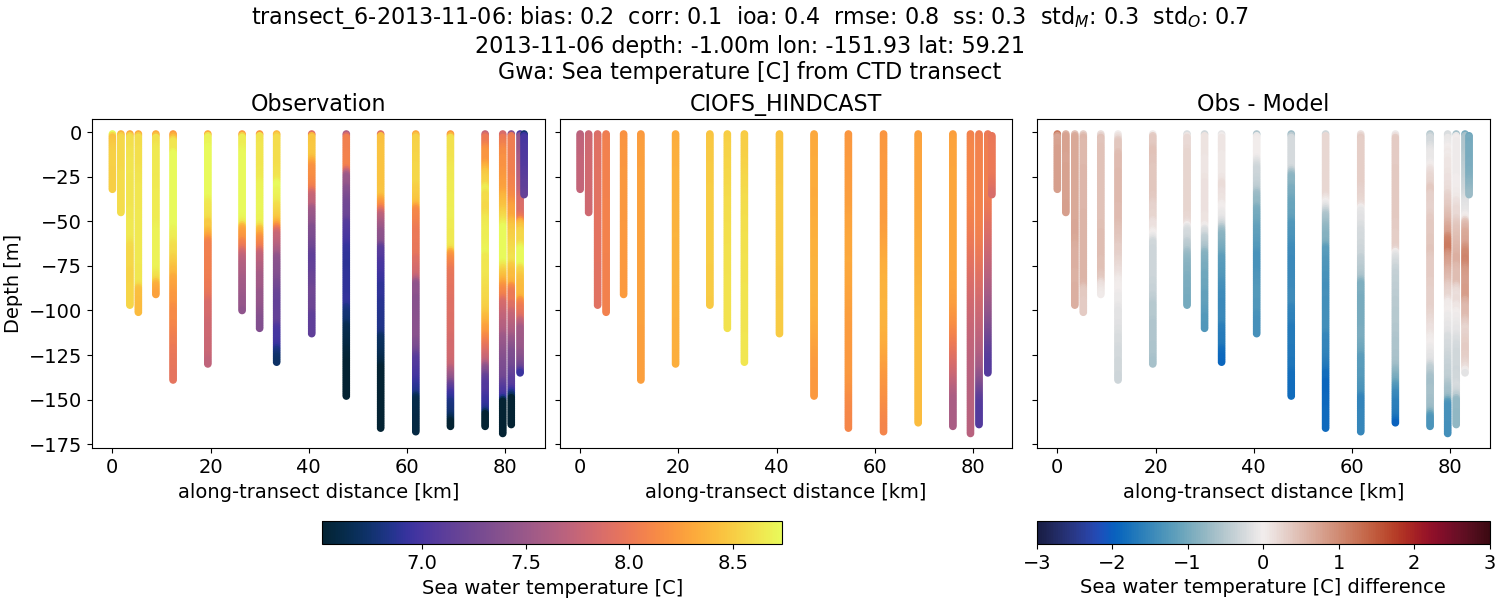 transect_6-2013-11-06: bias: 0.2 corr: 0.1 ioa: 0.4 rmse: 0.8 ss: 0.3 std_M: 0.3 std_O: 0.7
2013-11-06 depth: -1.00m lon: -151.93 lat: 59.21
Gwa: Sea temperature [C] from CTD transect
Observation
CIOFS_HINDCAST
Obs - Model
Depth [m]
0
−25
−50
−75
−100
−125
−150
−175
0 20 40 60 80
0 20 40 60 80
0 20 40 60 80
along-transect distance [km]
along-transect distance [km]
along-transect distance [km]
7.0 7.5 8.0 8.5
Sea water temperature [C]
−3 −2 −1 0 1 2 3
Sea water temperature [C] difference